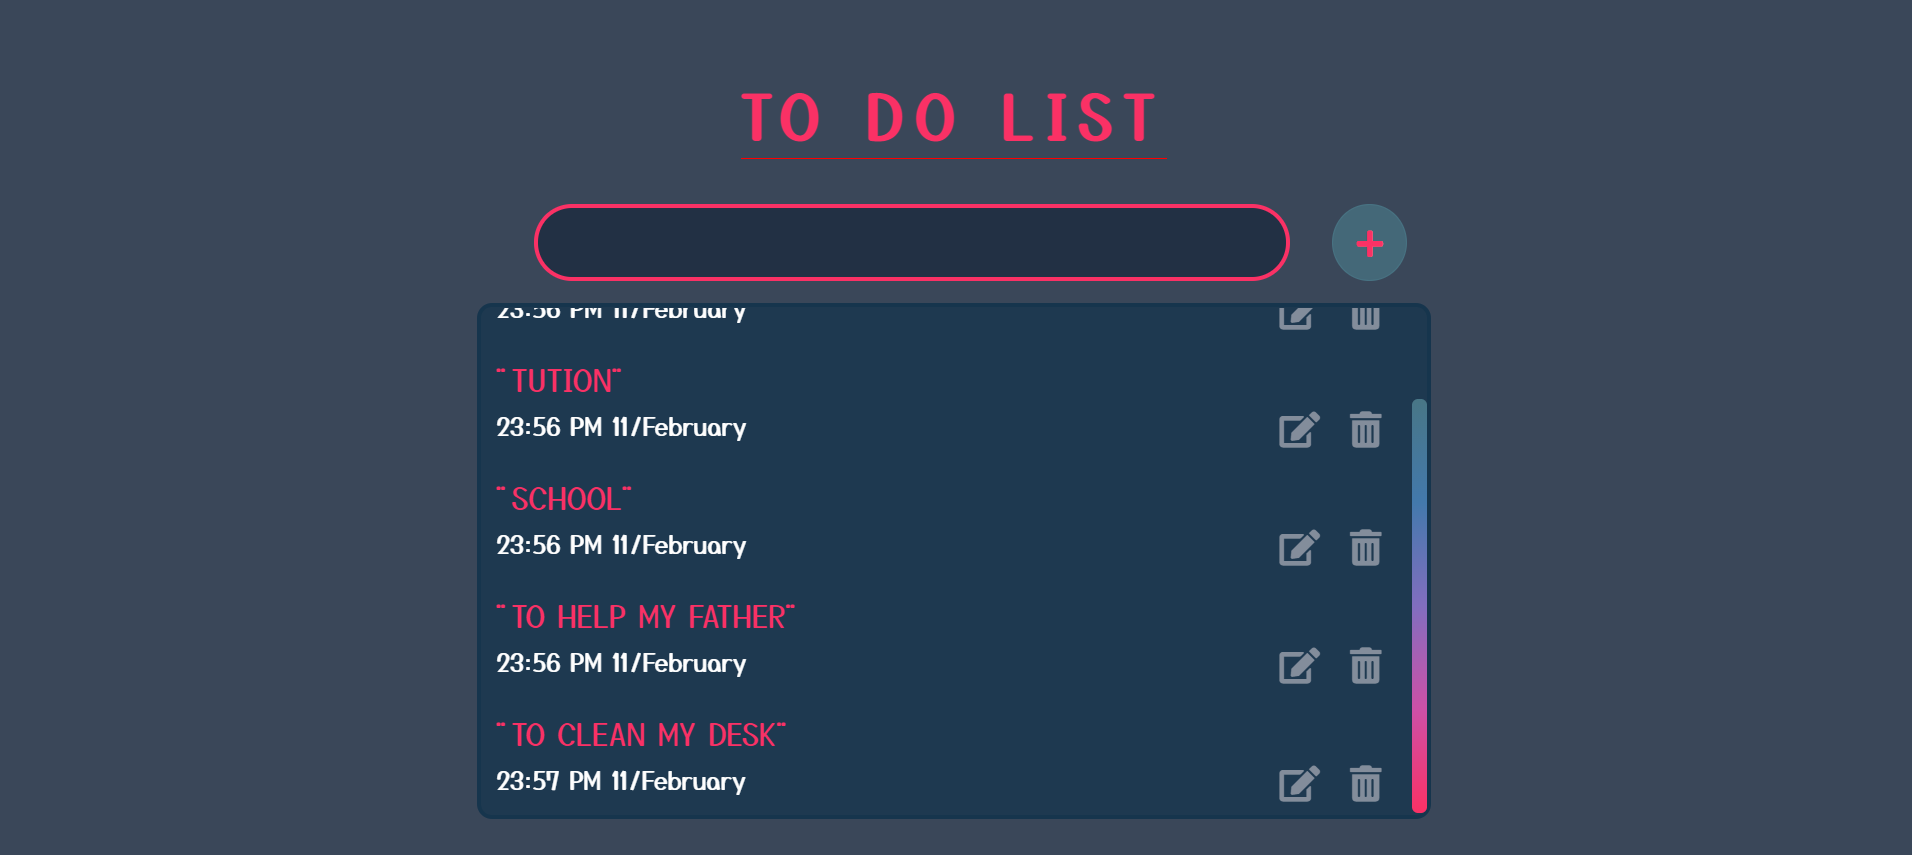 TO DO LIST
+
23:56 PM 11/February
¨TUTION¨
23:56 PM 11/February
¨SCHOOL¨
23:56 PM 11/February
¨TO HELP MY FATHER¨
23:56 PM 11/February
¨TO CLEAN MY DESK¨
23:57 PM 11/February